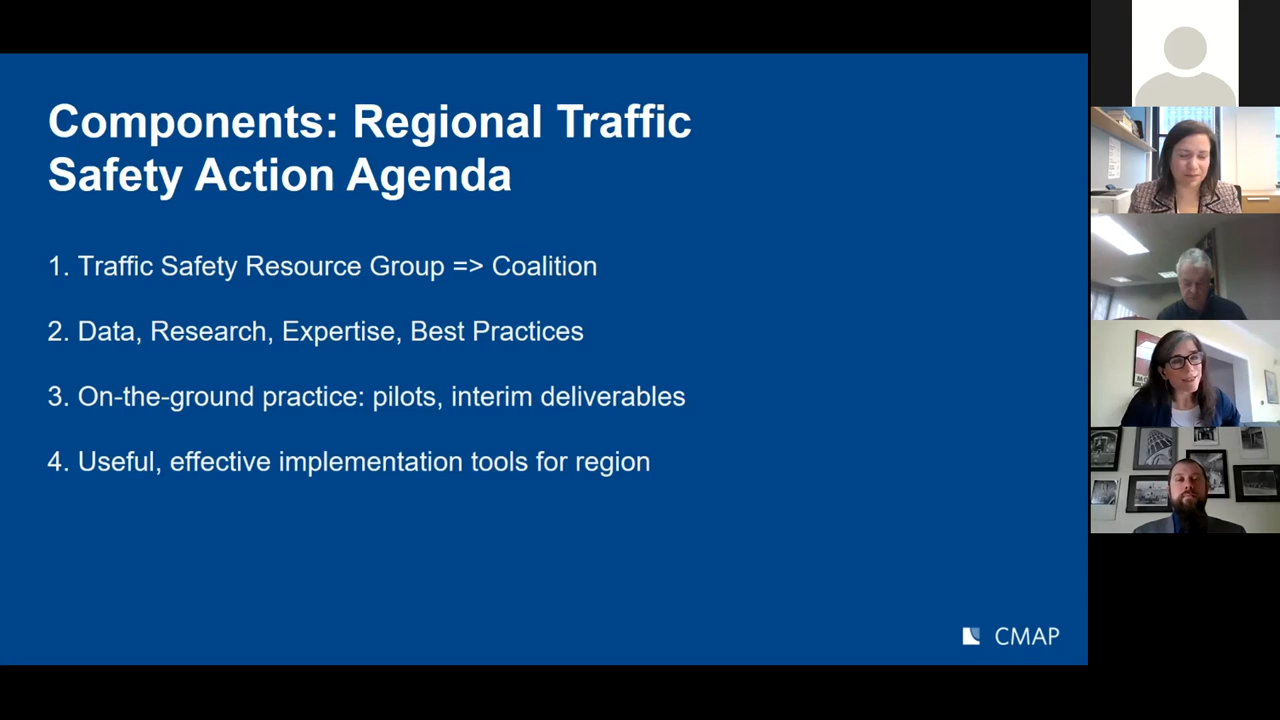 Components: Regional Traffic
Safety Action Agenda
1. Traffic Safety Resource Group => Coalition
2. Data, Research, Expertise, Best Practices
3. On-the-ground practice: pilots, interim deliverables
4. Useful, effective implementation tools for region
CMAP